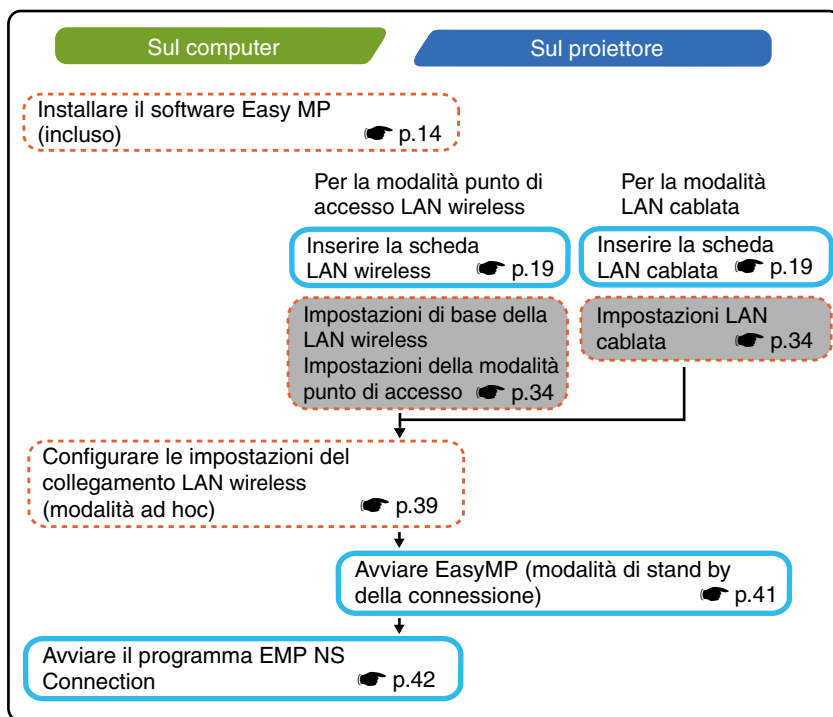 Sul computer
Sul proiettore
Installare il software Easy MP
(incluso) ☛ p.14
Per la modalità punto di
accesso LAN wireless
Inserire la scheda
LAN wireless ☛ p.19
Impostazioni di base della
LAN wireless
Impostazioni della modalità
punto di accesso ☛ p.34
Per la modalità
LAN cablata
Inserire la scheda
LAN cablata ☛ p.19
Impostazioni LAN
cablata ☛ p.34
Configurare le impostazioni del
collegamento LAN wireless
(modalità ad hoc) ☛ p.39
Avviare EasyMP (modalità di stand by
della connessione) ☛ p.41
Avviare il programma EMP NS
Connection ☛ p.42